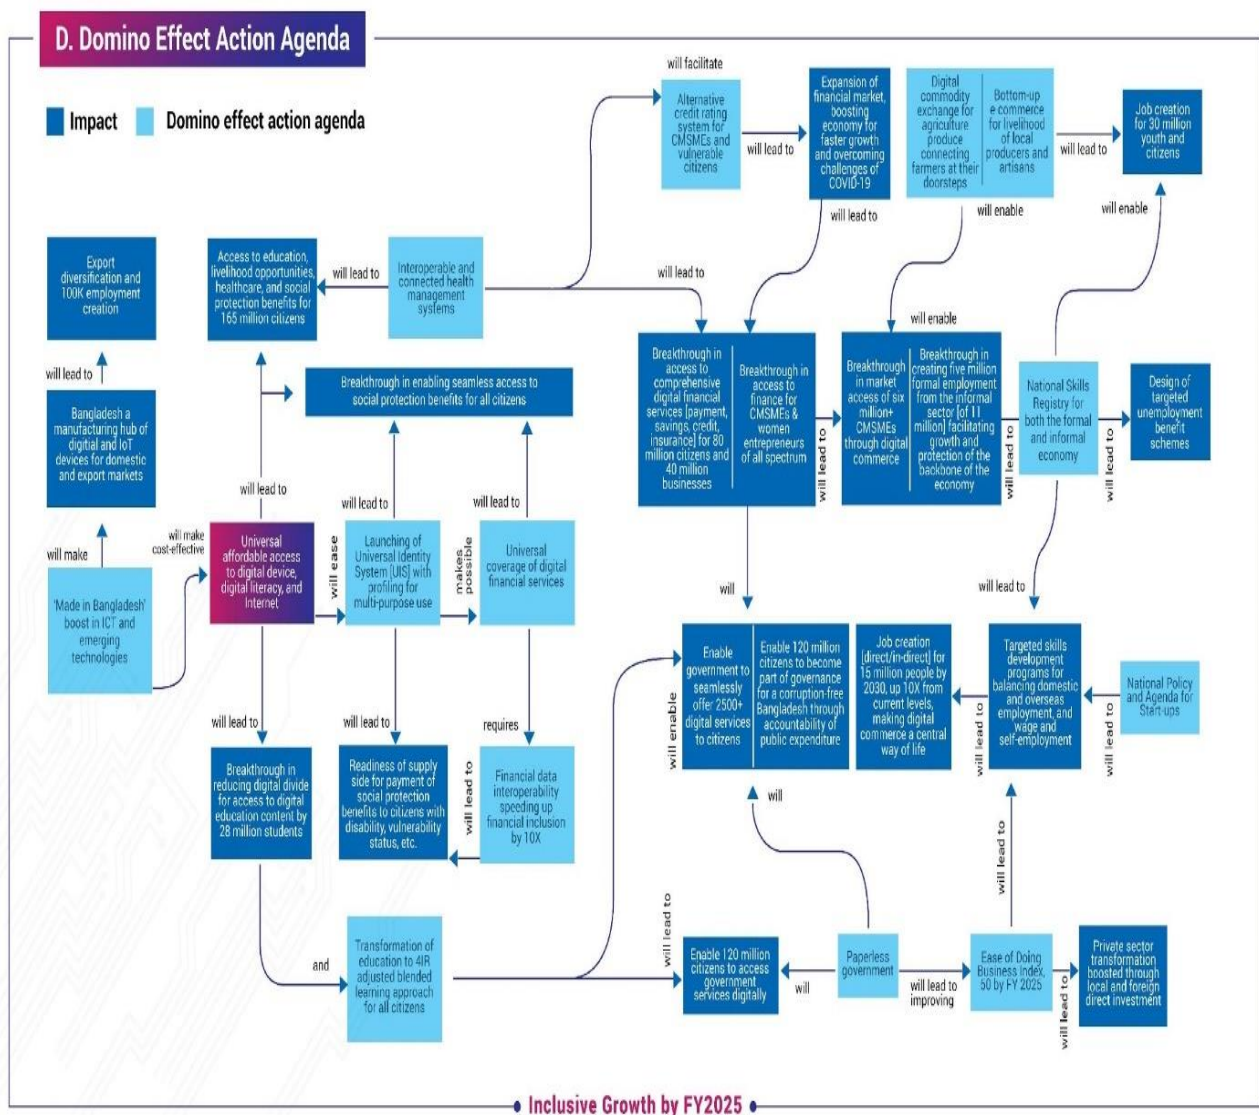 D. Domino Effect Action Agenda
Impact
Domino effect action agenda
will facilitate
Alternative
credit rating
system for
CMSMEs and
vulnerable
citizens
will lead to
Expansion of
financial market,
boosting
economy for
faster growth
and overcoming
challenges of
COVID-19
will lead to
Digital
commodity
exchange for
agriculture
produce
connecting
farmers at their
doorsteps
Bottom-up
e commerce
for livelihood
of local
producers and
artisans
will lead to
will enable
Job creation
for 30 million
youth and
citizens
will enable
Export
diversification and
100K employment
creation
will lead to
Bangladesh a
manufacturing hub
of digitial and IoT
devices for domestic
and export markets
will make
'Made in Bangladesh'
boost in ICT and
emerging
technologies
will make
cost-effective
Access to education,
livelihood opportunities,
healthcare, and social
protection benefits for
165 million citizens
will lead to
Interoperable and
connected health
management
systems
will lead to
Breakthrough in enabling seamless access to
social protection benefits for all citizens
will lead to
will lead to
will lead to
Universal
affordable access
to digital device,
digital literacy, and
Internet
will ease
Launching of
Universal Identity
System [UIS] with
profiling for
multi-purpose use
makes
possible
Universal
coverage of digital
financial services
will lead to
will lead to
requires
Breakthrough in
reducing digital divide
for access to digital
education content by
28 million students
Readiness of supply
side for payment of
social protection
benefits to citizens with
disability, vulnerability
status, etc.
will lead to
Financial data
interoperability
speeding up
financial inclusion
by 10X
and
Transformation of
education to 4IR
adjusted blended
learning approach
for all citizens
Breakthrough in
access to
comprehensive
digital financial
services [payment,
savings, credit,
insurance] for 80
million citizens and
40 million
businesses
Breakthrough in
access to
finance for
CMSMEs &
women
entrepreneurs
of all spectrum
will lead to
will enable
Breakthrough
in market
access of six
million+
CMSMEs
through digital
commerce
Breakthrough in
creating five million
formal employment
from the informal
sector [of 11
million] facilitating
growth and
protection of the
backbone of the
economy
will lead to
National Skills
Registry for
both the formal
and informal
economy
will lead to
Design of
targeted
unemployment
benefit
schemes
will
will lead to
will enable
Enable
government to
seamlessly
offer 2500+
digital services
to citizens
Enable 120 million
citizens to become
part of governance
for a corruption-free
Bangladesh through
accountability of
public expenditure
Job creation
[direct/in-direct] for
15 million people by
2030, up 10X from
current levels,
making digital
commerce a central
way of life
will lead to
Targeted skills
development
programs for
balancing domestic
and overseas
employment, and
wage and
self-employment
will lead to
National Policy
and Agenda for
Start-ups
will
will lead to
will lead to
Enable 120 million
citizens to access
government
services digitally
will
Paperless
government
will lead to
improving
Ease of Doing
Business Index,
50 by FY 2025
will lead to
Private sector
transformation
boosted through
local and foreign
direct investment
Inclusive Growth by FY2025